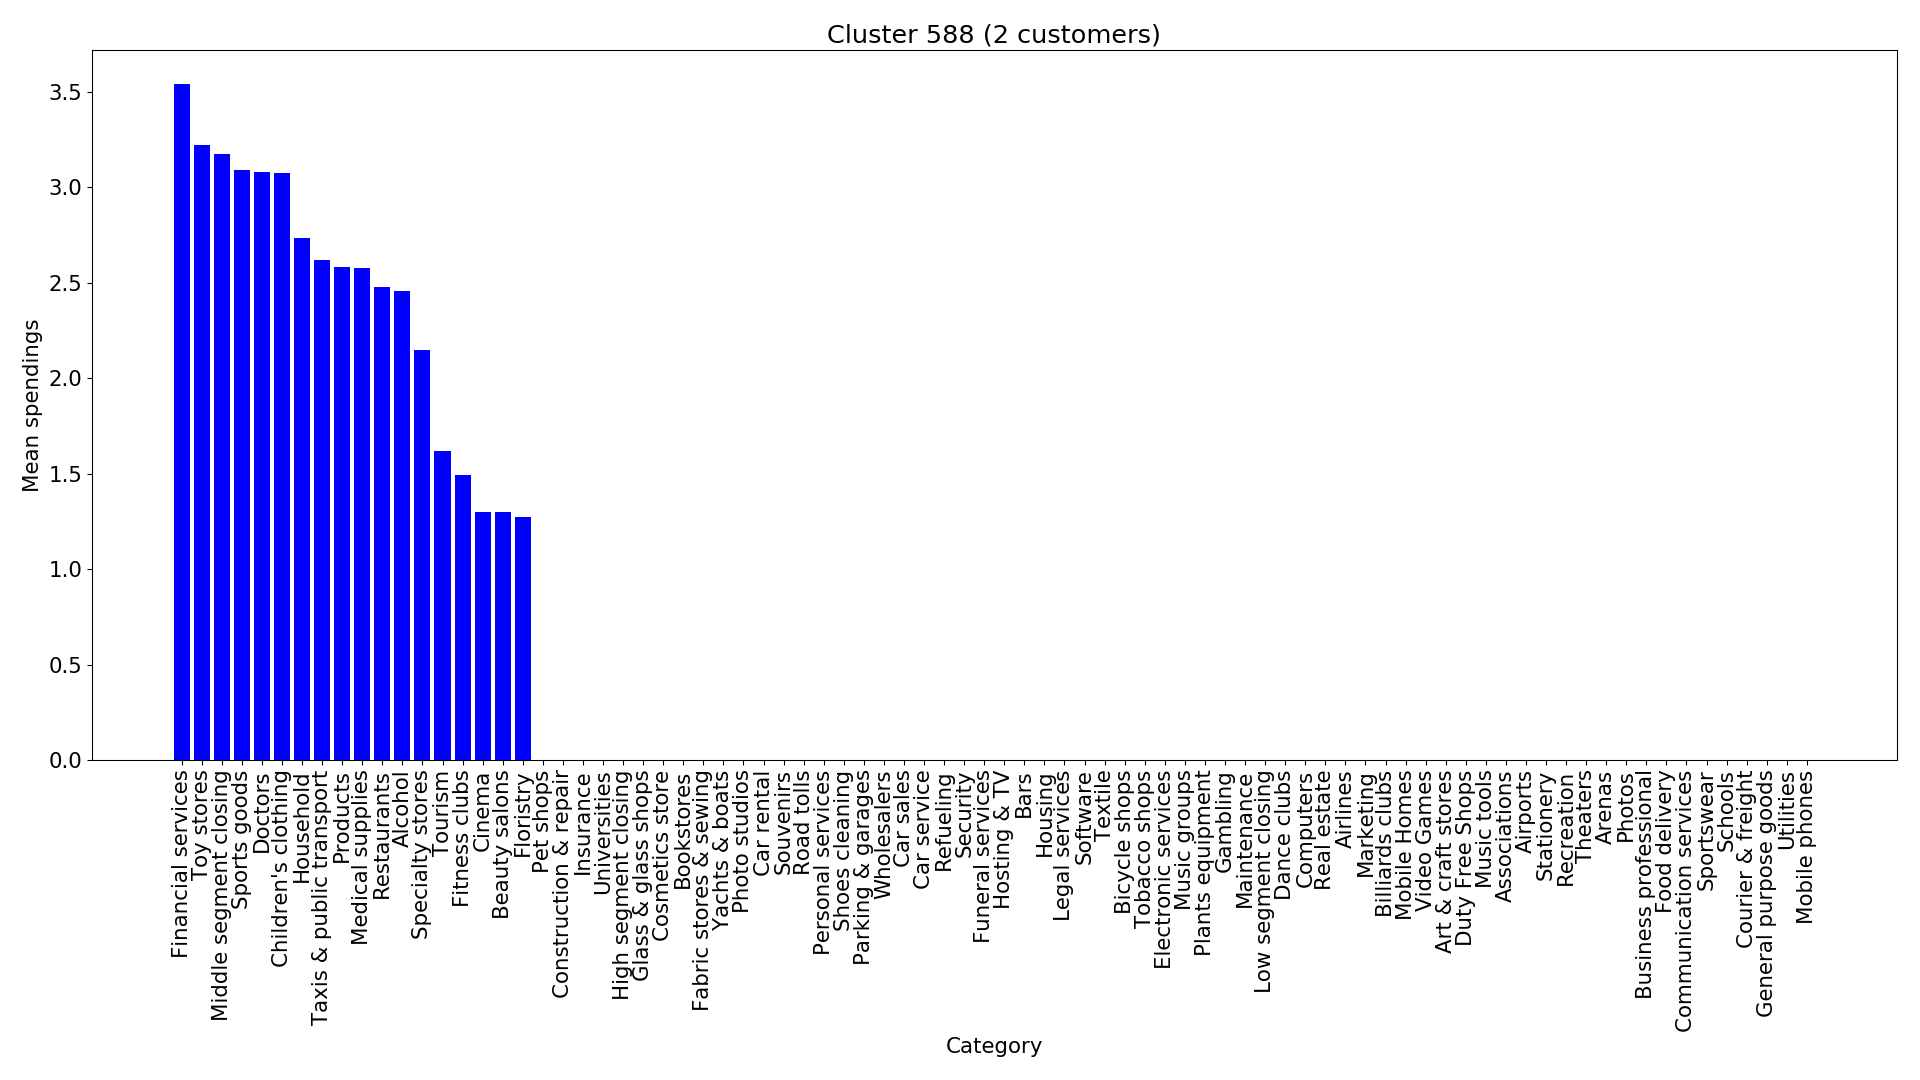 Cluster 588 (2 customers)
Mean spendings
3.5
3.0
2.5
2.0
1.5
1.0
0.5
0.0
Financial services
Toy stores
Middle segment closing
Sports goods
Doctors
Children's clothing
Household
Taxis & public transport
Products
Medical supplies
Restaurants
Alcohol
Specialty stores
Tourism
Fitness clubs
Cinema
Beauty salons
Floristry
Pet shops
Construction & repair
Insurance
Universities
High segment closing
Glass & glass shops
Cosmetics store
Bookstores
Fabric stores & sewing
Yachts & boats
Photo studios
Car rental
Souvenirs
Road tolls
Personal services
Shoes cleaning
Parking & garages
Wholesalers
Car sales
Car service
Refueling
Security
Funeral services
Hosting & TV
Bars
Housing
Legal services
Software
Textile
Bicycle shops
Tobacco shops
Electronic services
Music groups
Plants equipment
Gambling
Maintenance
Low segment closing
Dance clubs
Computers
Real estate
Airlines
Marketing
Billiards clubs
Mobile Homes
Video Games
Art & craft stores
Duty Free Shops
Music tools
Associations
Airports
Stationery
Recreation
Theaters
Arenas
Photos
Business professional
Food delivery
Communication services
Sportswear
Schools
Courier & freight
General purpose goods
Utilities
Mobile phones
Category